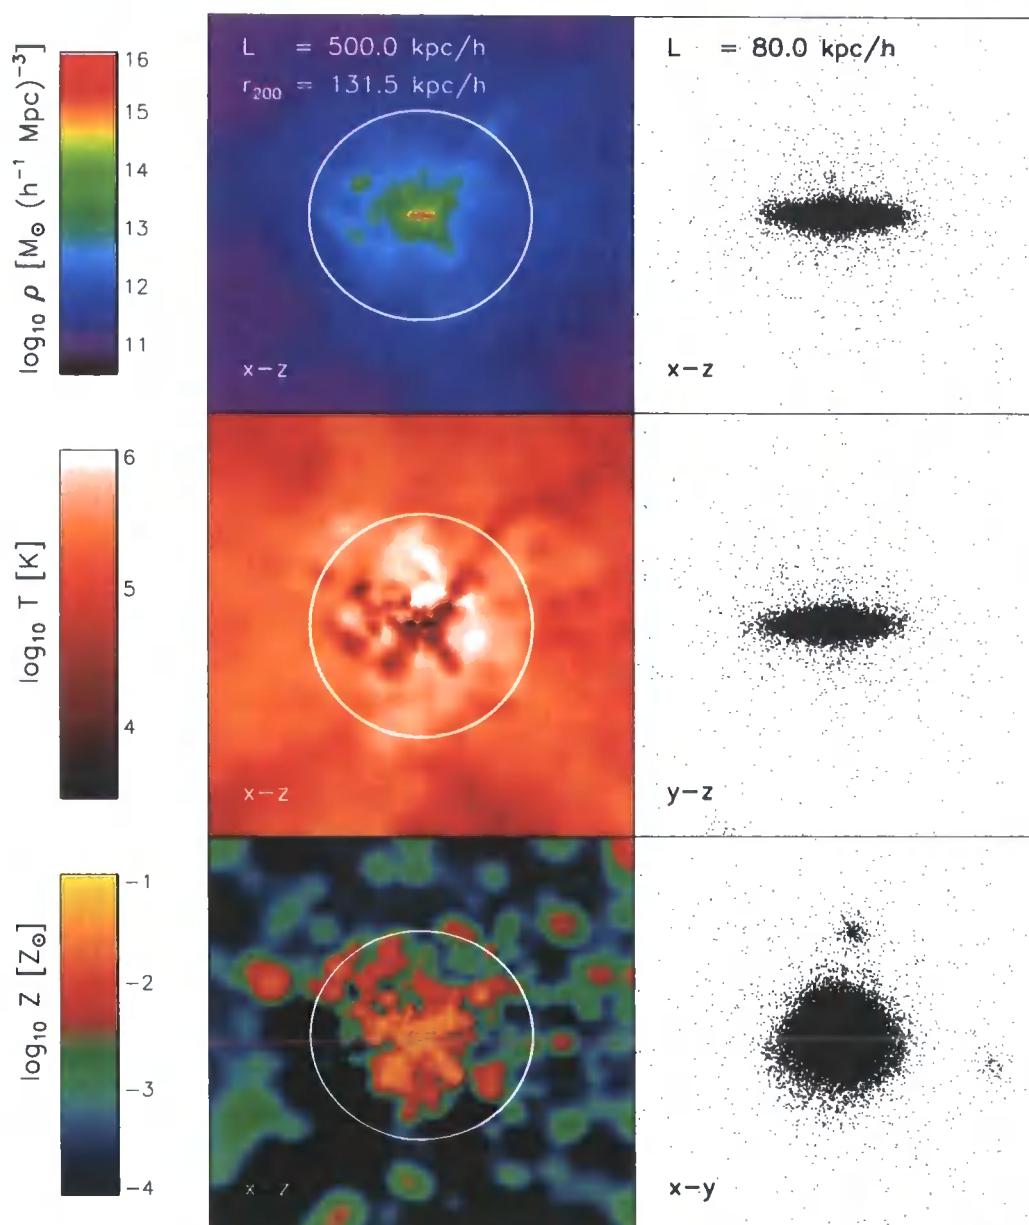 L = 500.0 kpc/h
r₂₀₀ = 131.5 kpc/h
L = 80.0 kpc/h
log₁₀ ρ [M⊙ (h⁻¹ Mpc)⁻³]
16
15
14
13
12
11
x-z
x-z
log₁₀ T [K]
6
5
4
x-z
y-z
log₁₀ Z [Z⊙]
-1
-2
-3
-4
x-z
x-y